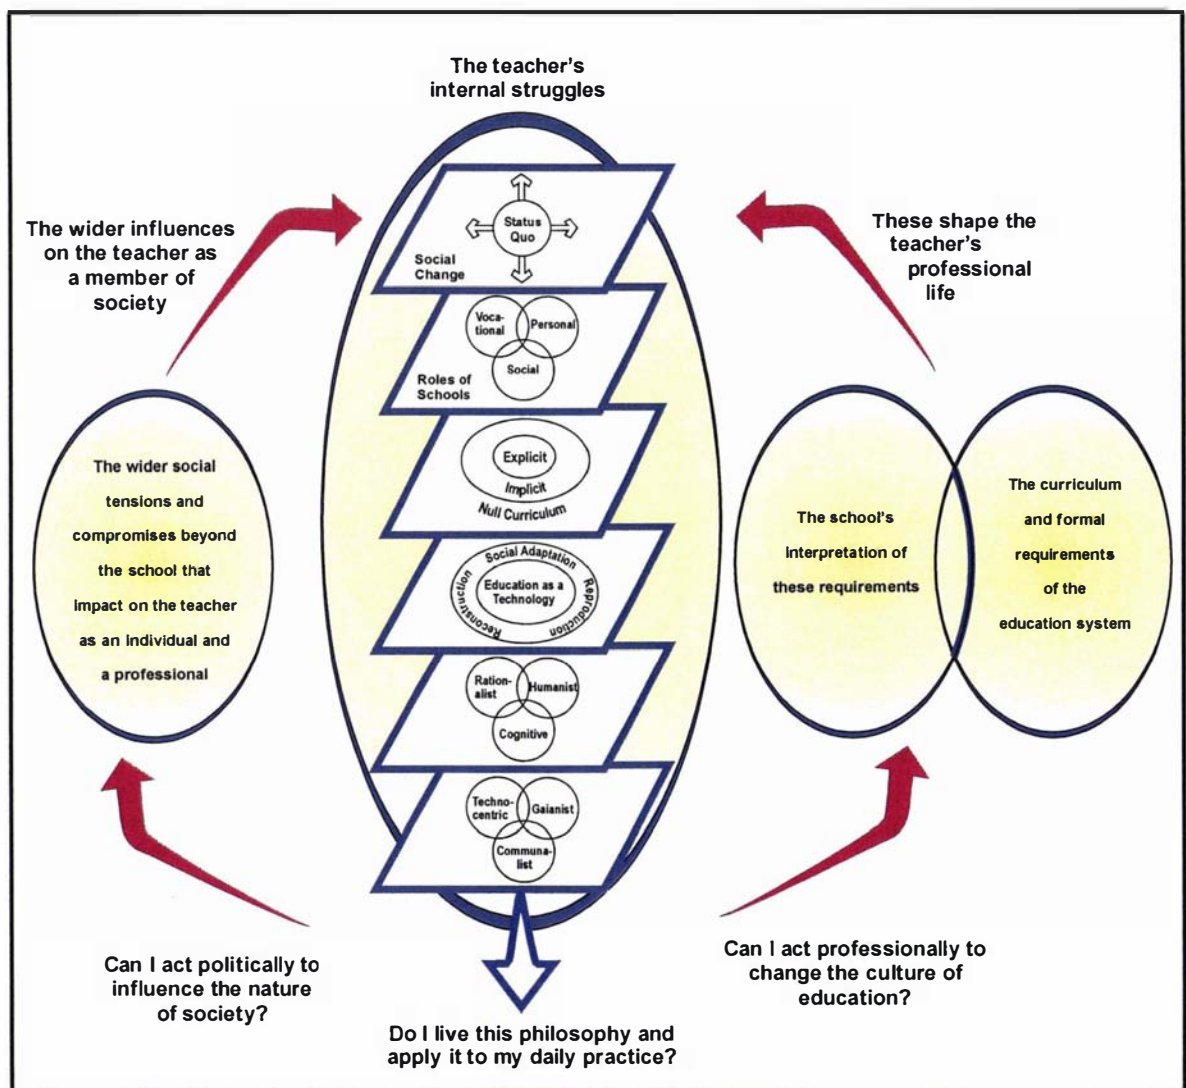 The teacher's
internal struggles
The wider influences
on the teacher as
a member of
society
These shape the
teacher's
professional
life
Status
Quo
Social
Change
Voca-
tional
Personal
Social
Roles of
Schools
Explicit
Implicit
Null Curriculum
Social Adaptation
Reconstruction
Reproduction
Education as a
Technology
Ration-
alist
Humanist
Cognitive
Techno-
centric
Gaianist
Communa-
list
The wider social
tensions and
compromises beyond
the school that
impact on the teacher
as an individual and
a professional
The school's
interpretation of
these requirements
The curriculum
and formal
requirements
of the
education system
Can I act politically to
influence the nature
of society?
Do I live this philosophy and
apply it to my daily practice?
Can I act professionally to
change the culture of
education?